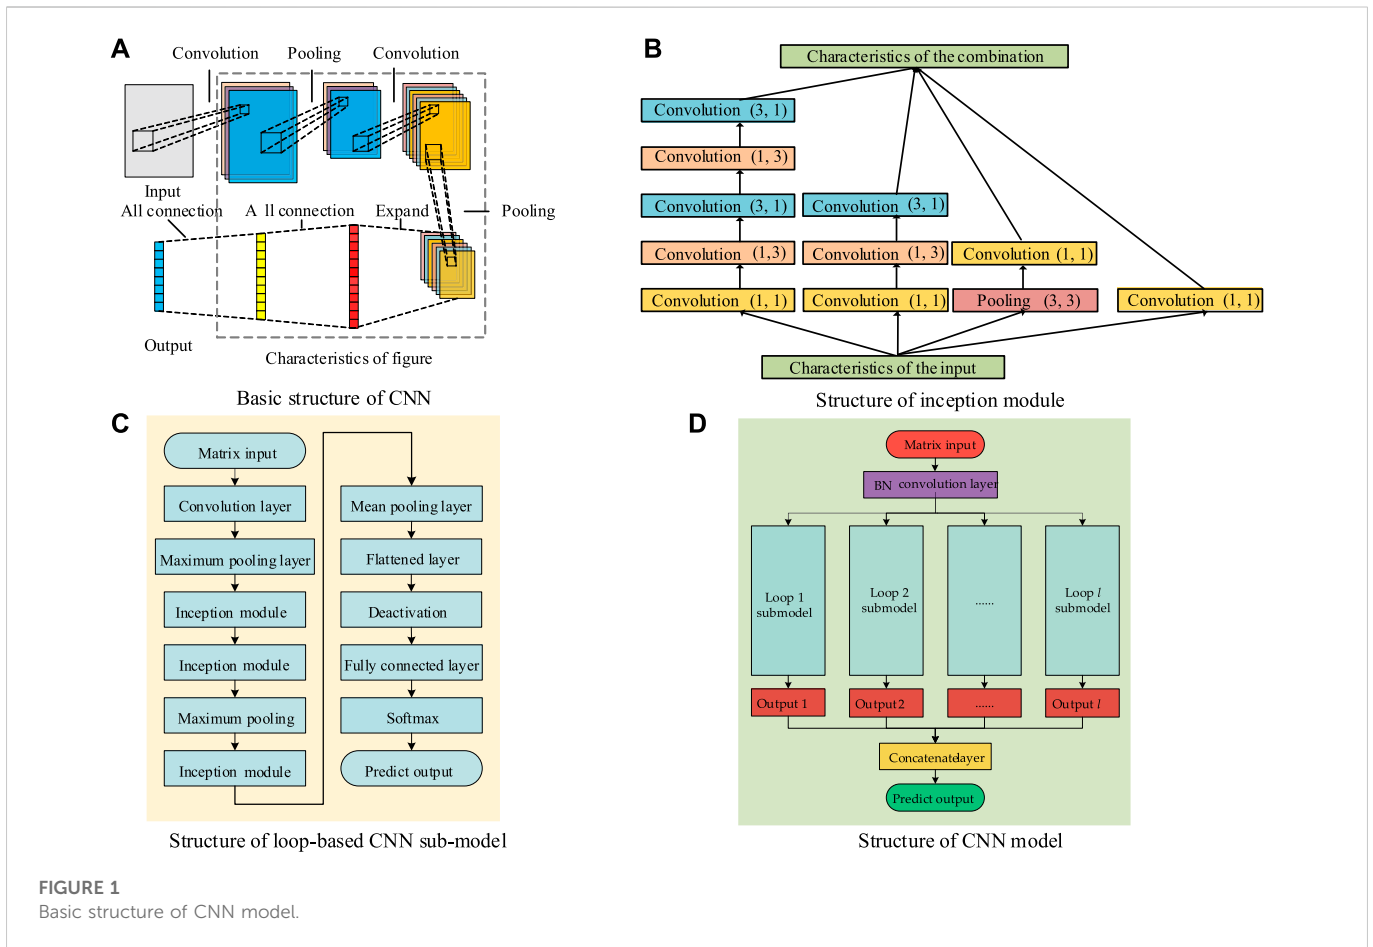 A
Convolution Pooling Convolution
Input
All connection A ll connection Expand Pooling
Output
Characteristics of figure
Basic structure of CNN
B
Characteristics of the combination
Convolution (3, 1)
Convolution (1, 3)
Convolution (3, 1) Convolution (3, 1)
Convolution (1,3) Convolution (1, 3) Convolution (1, 1)
Convolution (1, 1) Convolution (1, 1) Pooling (3, 3) Convolution (1, 1)
Characteristics of the input
Structure of inception module
C
Matrix input
Convolution layer
Maximum pooling layer
Inception module
Inception module
Maximum pooling
Inception module
Mean pooling layer
Flattened layer
Deactivation
Fully connected layer
Softmax
Predict output
Structure of loop-based CNN sub-model
D
Matrix input
BN convolution layer
Loop 1
submodel
Loop 2
submodel
......
Loop l
submodel
Output 1 Output 2 ...... Output l
Concatenatelayer
Predict output
Structure of CNN model
FIGURE 1
Basic structure of CNN model.